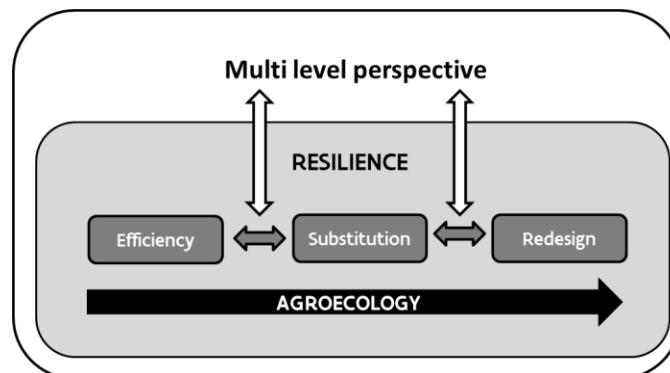 Multi level perspective
RESILIENCE
Efficiency
Substitution
Redesign
AGROECOLOGY